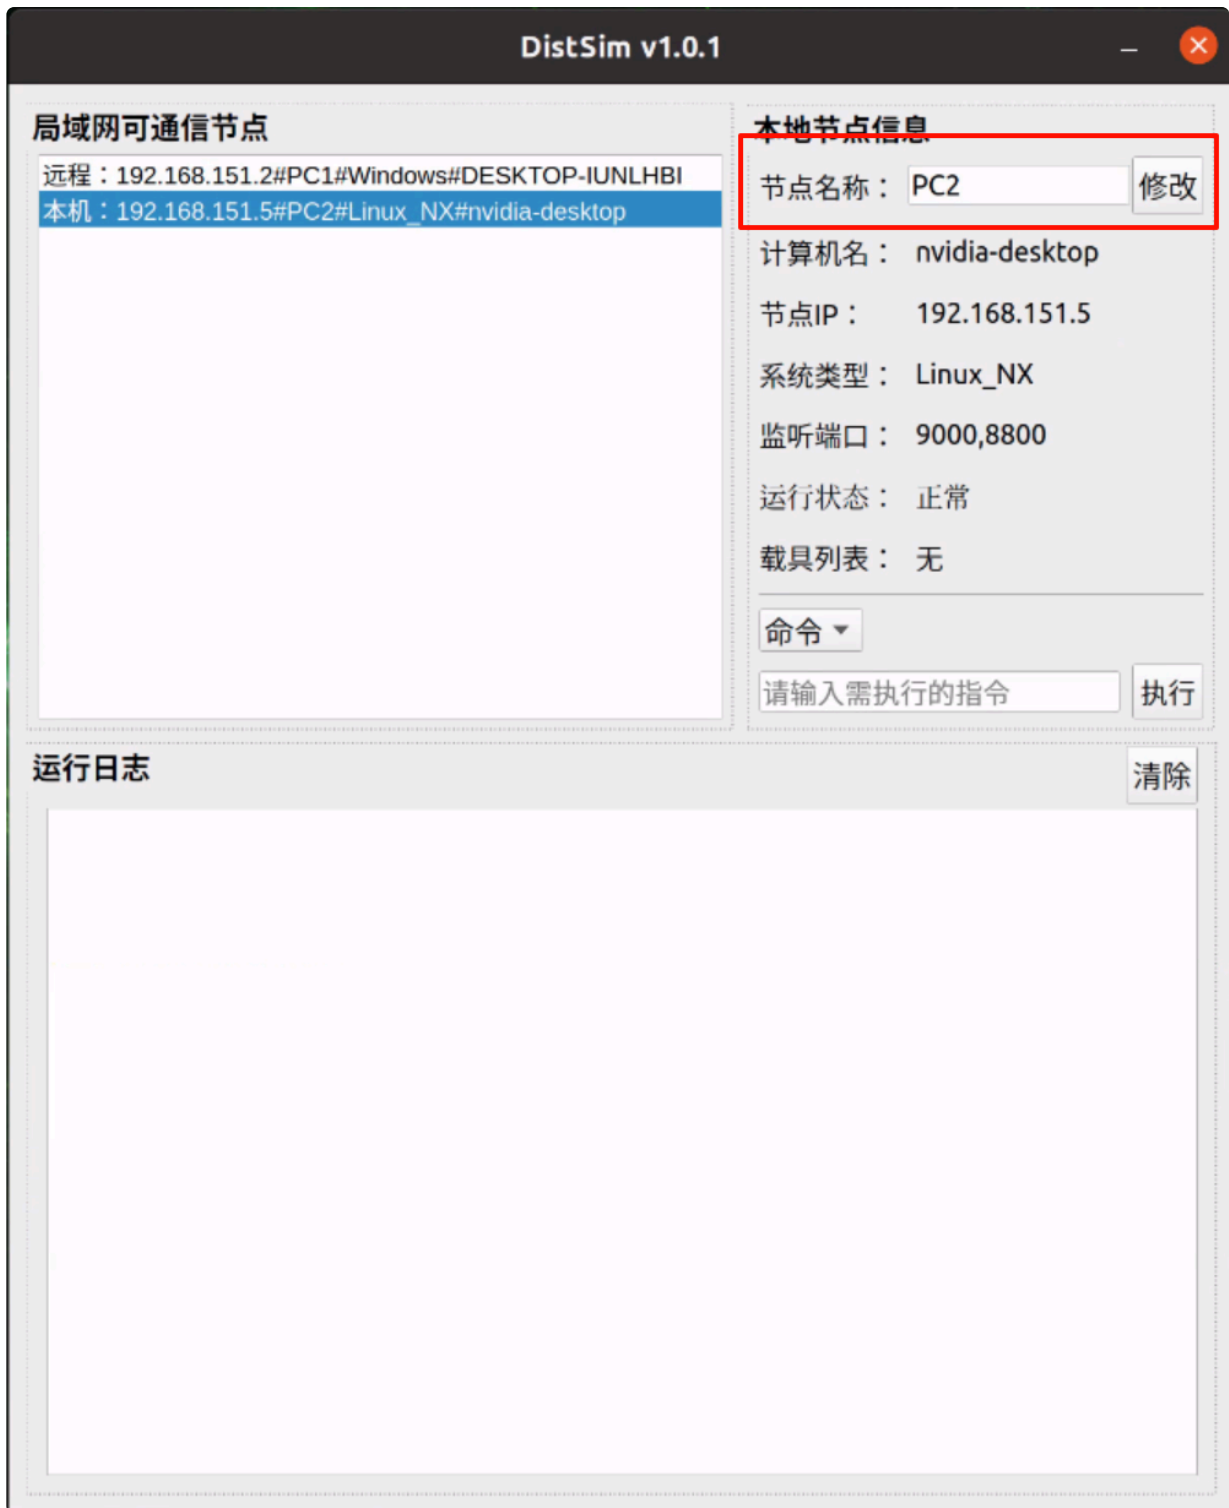 DistSim v1.0.1
局域网可通信节点
远程：192.168.151.2#PC1#Windows#DESKTOP-IUNLHBI
本机：192.168.151.5#PC2#Linux_NX#nvidia-desktop
本地节点信息
节点名称： PC2 修改
计算机名： nvidia-desktop
节点IP： 192.168.151.5
系统类型： Linux_NX
监听端口： 9000,8800
运行状态： 正常
载具列表： 无
命令
请输入需执行的指令 执行
运行日志 清除